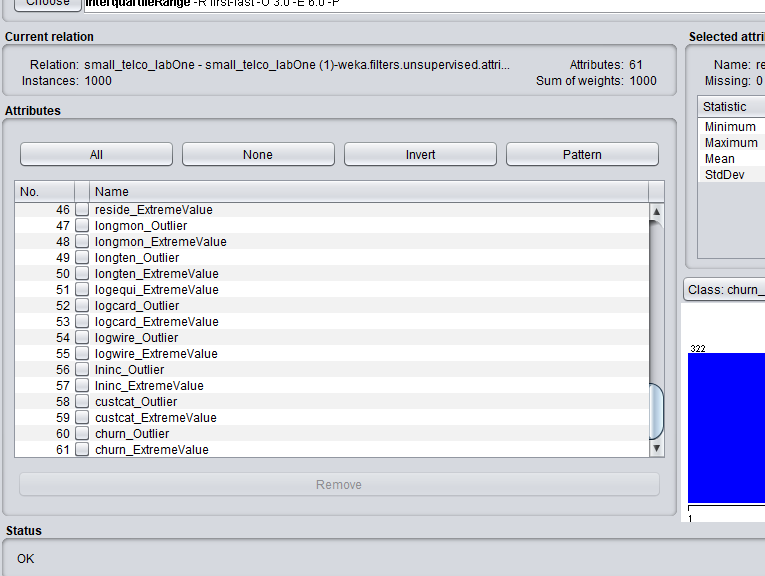 Choose InterquartileRange -R first-last -O 3.0 -E 6.0 -P
Current relation
Relation: small_telco_labOne - small_telco_labOne (1)-weka.filters.unsupervised.attri... Attributes: 61
Instances: 1000 Sum of weights: 1000
Attributes
All None Invert Pattern
No. Name
46 reside_ExtremeValue
47 longmon_Outlier
48 longmon_ExtremeValue
49 longten_Outlier
50 longten_ExtremeValue
51 logequi_ExtremeValue
52 logcard_Outlier
53 logcard_ExtremeValue
54 logwire_Outlier
55 logwire_ExtremeValue
56 lninc_Outlier
57 lninc_ExtremeValue
58 custcat_Outlier
59 custcat_ExtremeValue
60 churn_Outlier
61 churn_ExtremeValue
Remove
Status
OK
Selected attri
Name: re
Missing: 0
Statistic
Minimum
Maximum
Mean
StdDev
Class: churn_
322
1